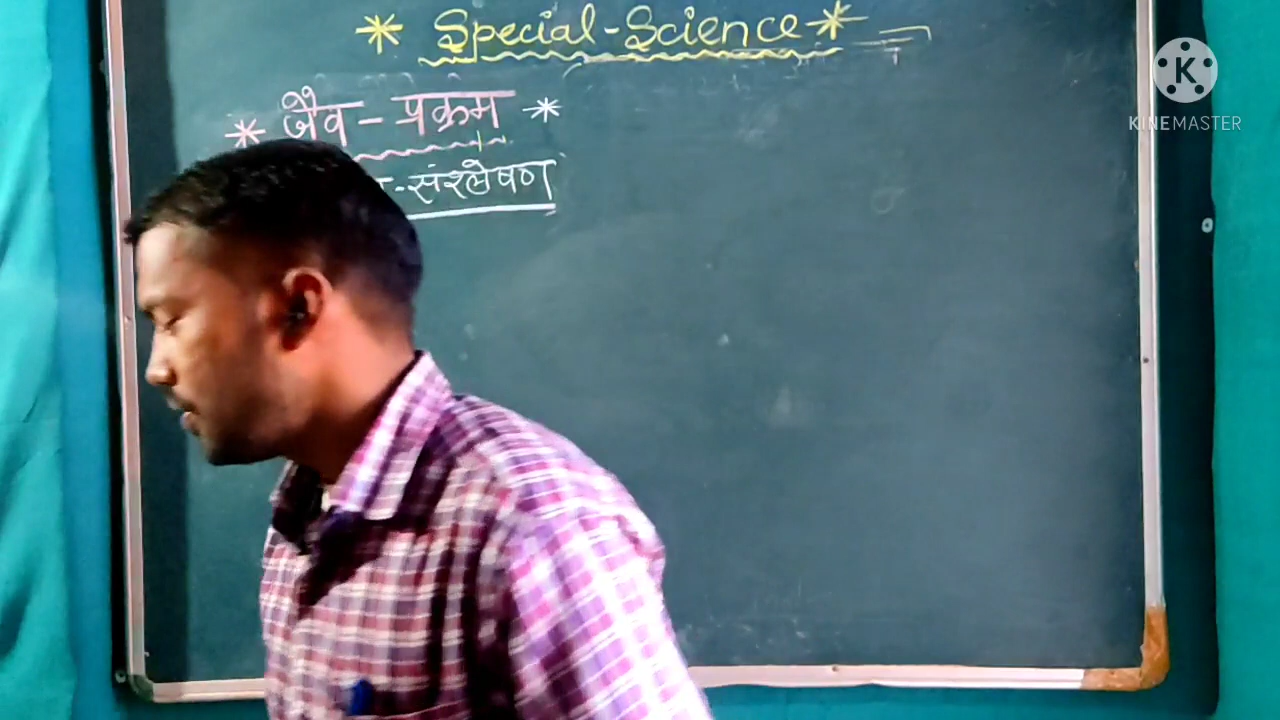 * Special-Science *
* जैव - प्रक्रम *
-संश्लेषण
K
KINEMASTER